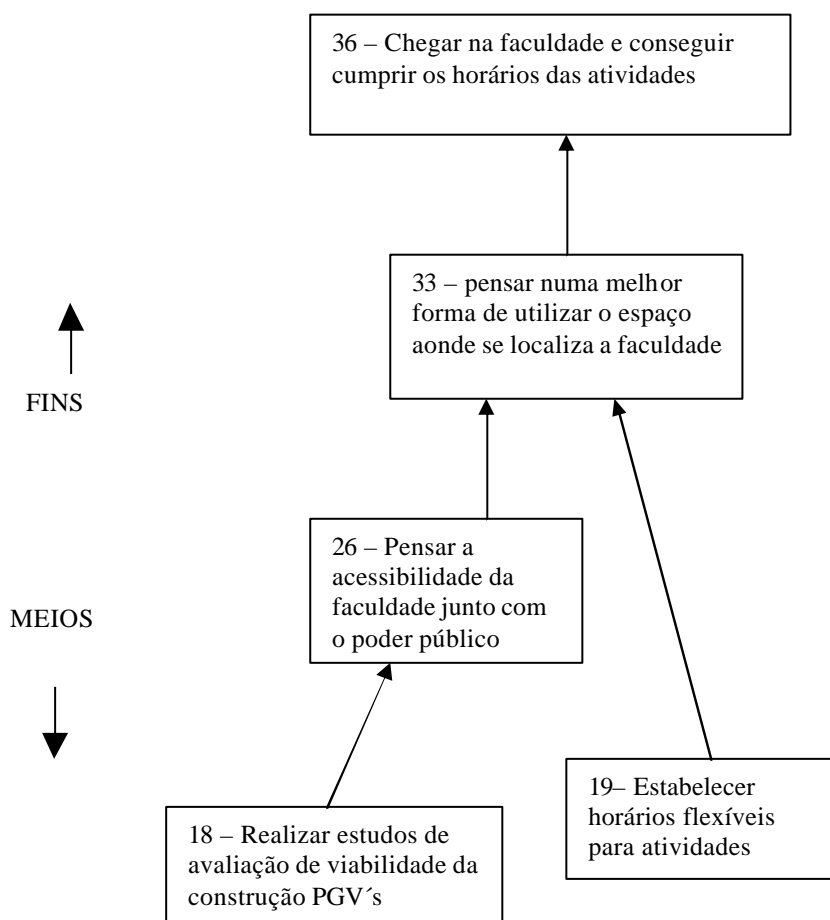 36 – Chegar na faculdade e conseguir
cumprir os horários das atividades
33 – pensar numa melhor
forma de utilizar o espaço
aonde se localiza a faculdade
FINS
26 – Pensar a
acessibilidade da
faculdade junto com
o poder público
MEIOS
19– Estabelecer
horários flexíveis
para atividades
18 – Realizar estudos de
avaliação de viabilidade da
construção PGV´s